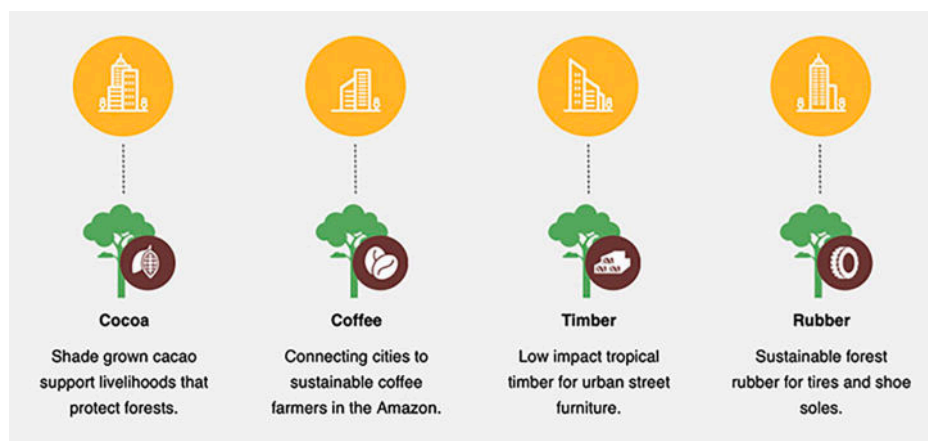 Cocoa
Shade grown cacao
support livelihoods that
protect forests.
Coffee
Connecting cities to
sustainable coffee
farmers in the Amazon.
Timber
Low impact tropical
timber for urban street
furniture.
Rubber
Sustainable forest
rubber for tires and shoe
soles.